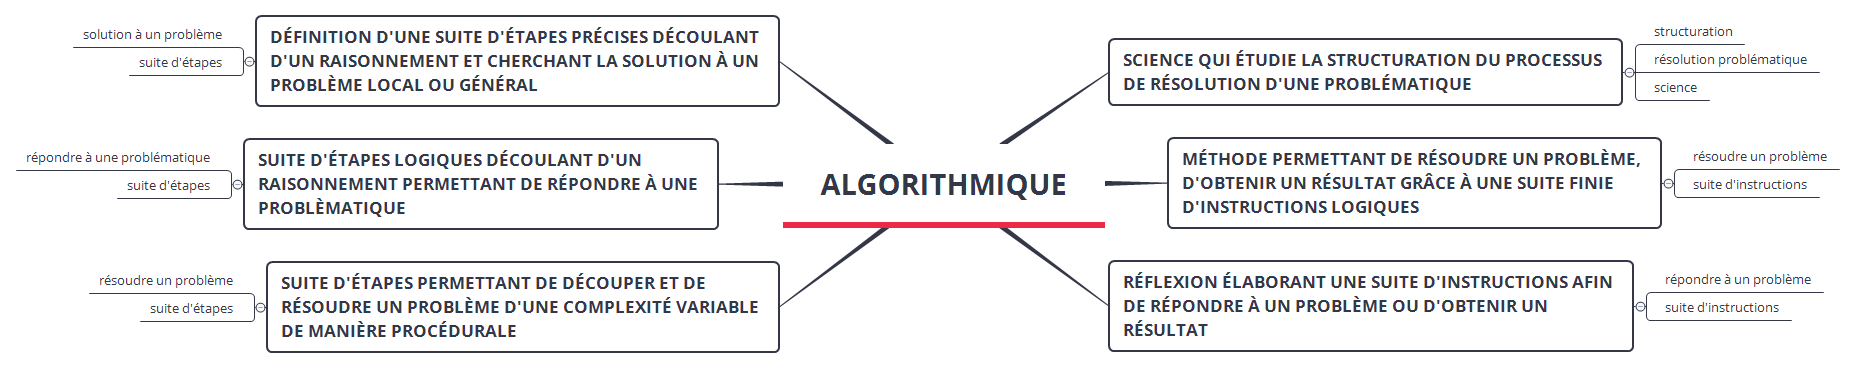 solution à un problème
suite d'étapes
DÉFINITION D'UNE SUITE D'ÉTAPES PRÉCISES DÉCOULANT
D'UN RAISONNEMENT ET CHERCHANT LA SOLUTION À UN
PROBLÈME LOCAL OU GÉNÉRAL
répondre à une problématique
suite d'étapes
SUITE D'ÉTAPES LOGIQUES DÉCOULANT D'UN
RAISONNEMENT PERMETTANT DE RÉPONDRE À UNE
PROBLÈMATIQUE
résoudre un problème
suite d'étapes
SUITE D'ÉTAPES PERMETTANT DE DÉCOUPER ET DE
RÉSOUDRE UN PROBLÈME D'UNE COMPLEXITÉ VARIABLE
DE MANIÈRE PROCÉDURALE
ALGORITHMIQUE
SCIENCE QUI ÉTUDIE LA STRUCTURATION DU PROCESSUS
DE RÉSOLUTION D'UNE PROBLÉMATIQUE
structuration
résolution problématique
science
MÉTHODE PERMETTANT DE RÉSOUDRE UN PROBLÈME,
D'OBTENIR UN RÉSULTAT GRÂCE À UNE SUITE FINIE
D'INSTRUCTIONS LOGIQUES
résoudre un problème
suite d'instructions
RÉFLEXION ÉLABORANT UNE SUITE D'INSTRUCTIONS AFIN
DE RÉPONDRE À UN PROBLÈME OU D'OBTENIR UN
RÉSULTAT
répondre à un problème
suite d'instructions